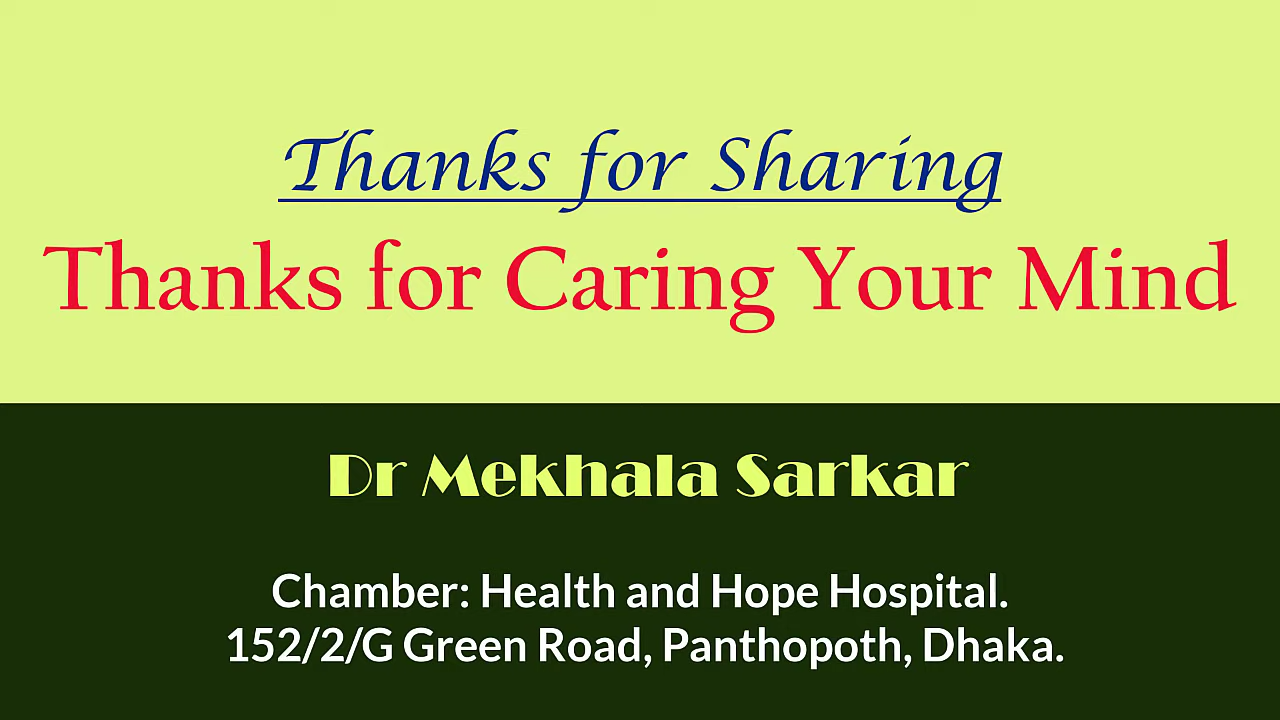 Thanks for Sharing
Thanks for Caring Your Mind
Dr Mekhala Sarkar
Chamber: Health and Hope Hospital.
152/2/G Green Road, Panthopoth, Dhaka.